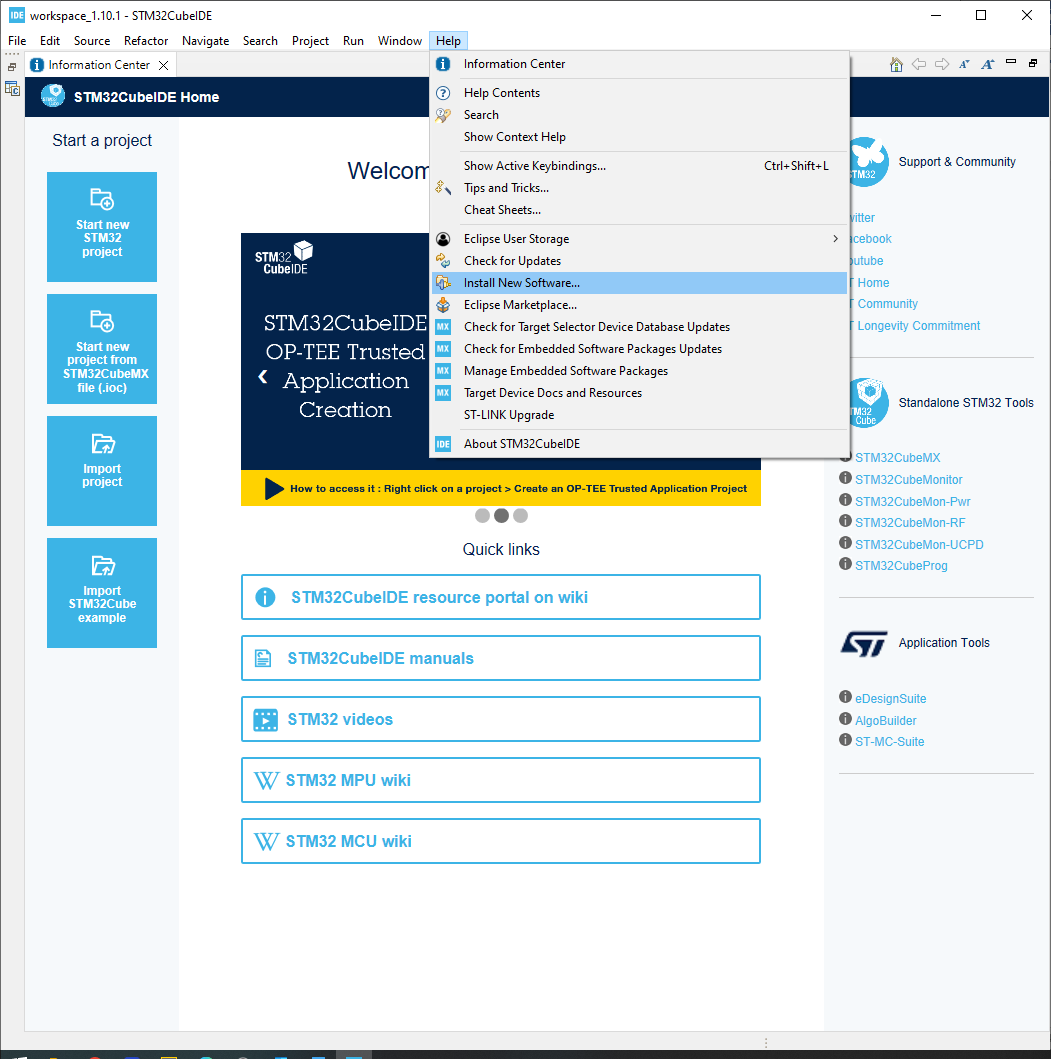 IDE workspace_1.10.1 - STM32CubeIDE
File Edit Source Refactor Navigate Search Project Run Window Help
Information Center
STM32CubeIDE Home
Start a project
Start new
STM32
project
Start new
project from
STM32CubeMX
file (.ioc)
Import
project
Import
STM32Cube
example
Information Center
Help Contents
Search
Show Context Help
Show Active Keybindings... Ctrl+Shift+L
Tips and Tricks...
Cheat Sheets...
Eclipse User Storage
Check for Updates
Install New Software...
Eclipse Marketplace...
MX Check for Target Selector Device Database Updates
MX Check for Embedded Software Packages Updates
MX Manage Embedded Software Packages
MX Target Device Docs and Resources
ST-LINK Upgrade
IDE About STM32CubeIDE
Welcom
STM32
CubeIDE
STM32CubeIDE
OP-TEE Trusted
Application
Creation
How to access it : Right click on a project > Create an OP-TEE Trusted Application Project
Quick links
STM32CubeIDE resource portal on wiki
STM32CubeIDE manuals
STM32 videos
STM32 MPU wiki
STM32 MCU wiki
Support & Community
witter
acebook
outube
T Home
T Community
T Longevity Commitment
Standalone STM32 Tools
STM32CubeMX
STM32CubeMonitor
STM32CubeMon-Pwr
STM32CubeMon-RF
STM32CubeMon-UCPD
STM32CubeProg
Application Tools
eDesignSuite
AlgoBuilder
ST-MC-Suite